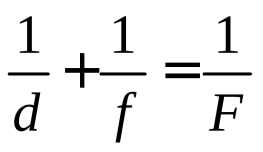 1/d + 1/f = 1/F